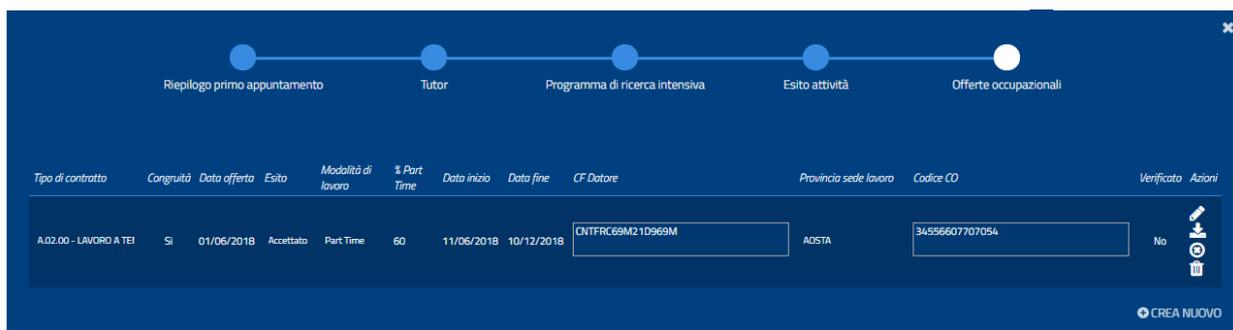 Riepilogo primo appuntamento Tutor Programma di ricerca intensiva Esito attività Offerte occupazionali
Tipo di contratto Congruità Data offerta Esito Modalità di lavoro % Part Time Data inizio Data fine CF Datore Provincia sede lavoro Codice CO Verificato Azioni
A.02.00 - LAVORO A TEI Si 01/06/2018 Accettato Part Time 60 11/06/2018 10/12/2018 CNTFRC69M21D969M AOSTA 34556607707054 No
CREA NUOVO